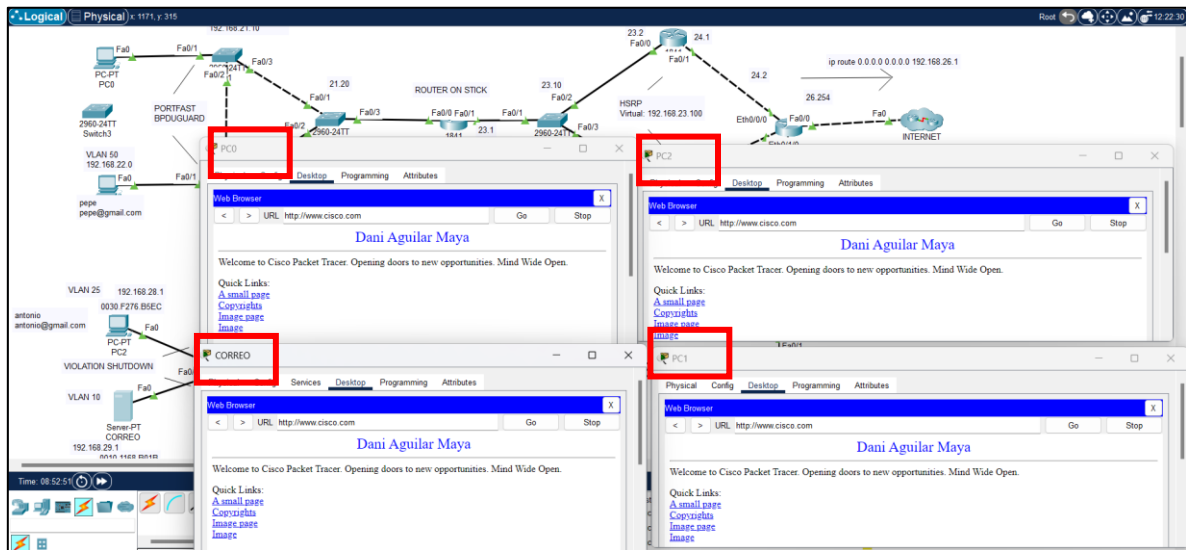 Logical Physical x: 1171, y: 315 Root 12:22:30
192.168.21.10
Fa0 Fa0/1 Fa0/3
PC-PT
PC0
Fa0/2
2960-24TT
Switch3
PORTFAST
BPDUGUARD
21.20
Fa0/1
Fa0/2 2960-24TT
Fa0/3
ROUTER ON STICK
Fa0/0 Fa0/1
1841 23.1
Fa0/1
23.10
Fa0/2
2960-24TT Fa0/3
23.2
Fa0/0
24.1
Fa0/1
HSRP
Virtual: 192.168.23.100
24.2
ip route 0.0.0.0 0.0.0.0 192.168.26.1
26.254
Eth0/0/0 Fa0/0 Fa0
INTERNET
VLAN 50
192.168.22.0
Fa0 Fa0/1
pepe
pepe@gmail.com
PC0
Desktop Programming Attributes
Web Browser X
< > URL http://www.cisco.com Go Stop
Dani Aguilar Maya
Welcome to Cisco Packet Tracer. Opening doors to new opportunities. Mind Wide Open.
Quick Links:
A small page
Copyrights
Image page
Image
PC2
Desktop Programming Attributes
Web Browser X
< > URL http://www.cisco.com Go Stop
Dani Aguilar Maya
Welcome to Cisco Packet Tracer. Opening doors to new opportunities. Mind Wide Open.
Quick Links:
A small page
Copyrights
Image page
Image
VLAN 25 192.168.28.1
0030.F276.B5EC
antonio
antonio@gmail.com
Fa0
PC-PT
PC2
VIOLATION SHUTDOWN
Fa0
VLAN 10
Server-PT
CORREO
192.168.29.1
CORREO
Services Desktop Programming Attributes
Web Browser X
< > URL http://www.cisco.com Go Stop
Dani Aguilar Maya
Welcome to Cisco Packet Tracer. Opening doors to new opportunities. Mind Wide Open.
Quick Links:
A small page
Copyrights
Image page
Image
PC1
Physical Config Desktop Programming Attributes
Web Browser X
< > URL http://www.cisco.com Go Stop
Dani Aguilar Maya
Welcome to Cisco Packet Tracer. Opening doors to new opportunities. Mind Wide Open.
Quick Links:
A small page
Copyrights
Image page
Image
Time: 08:52:51